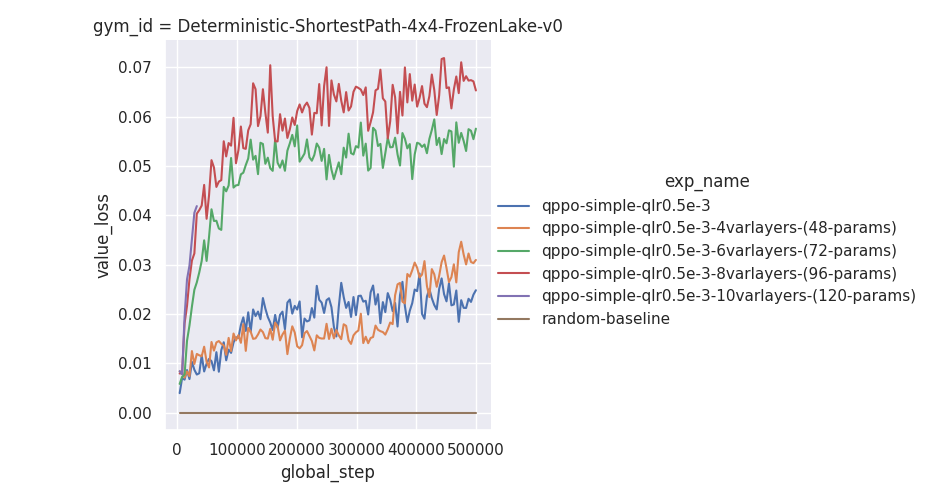 gym_id = Deterministic-ShortestPath-4x4-FrozenLake-v0
0.07
0.06
0.05
0.04
0.03
0.02
0.01
0.00
value_loss
0 100000 200000 300000 400000 500000
global_step
exp_name
qppo-simple-qlr0.5e-3
qppo-simple-qlr0.5e-3-4varlayers-(48-params)
qppo-simple-qlr0.5e-3-6varlayers-(72-params)
qppo-simple-qlr0.5e-3-8varlayers-(96-params)
qppo-simple-qlr0.5e-3-10varlayers-(120-params)
random-baseline